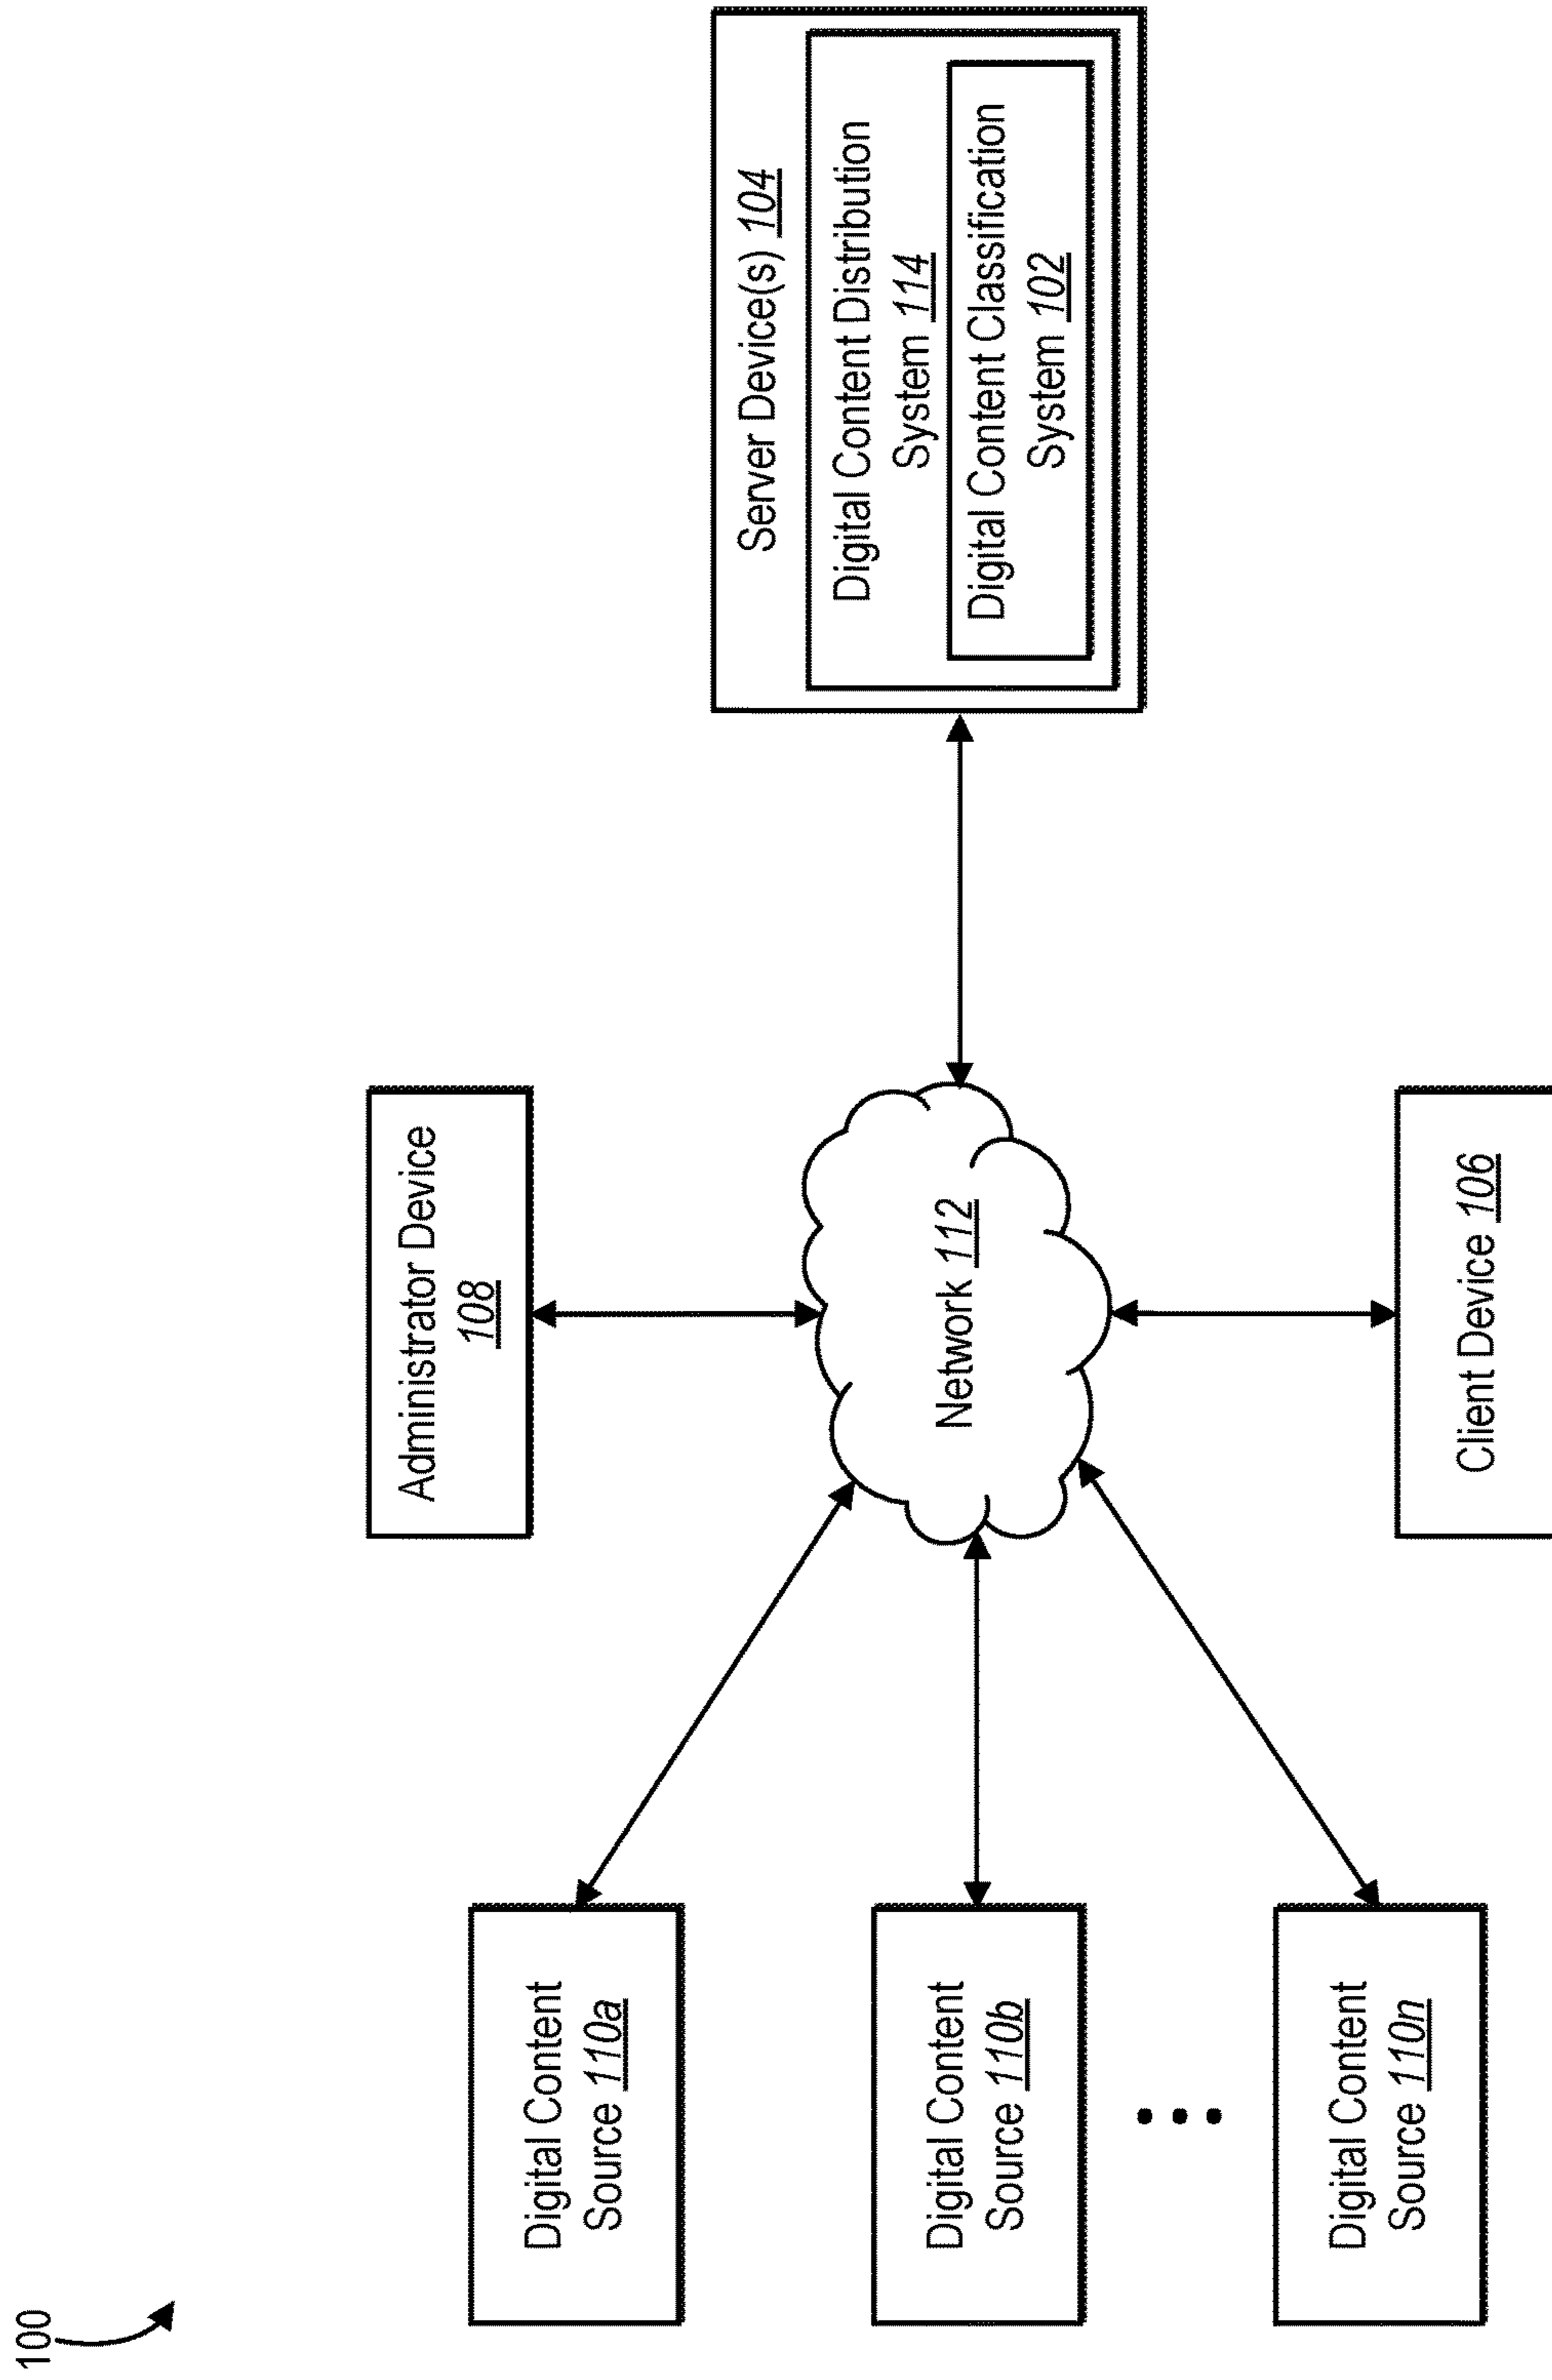 100
Administrator Device
108
Digital Content
Source 110a
Server Device(s) 104
Digital Content Distribution
System 114
Digital Content Classification
System 102
Digital Content
Source 110b
Network 112
Digital Content
Source 110n
Client Device 106